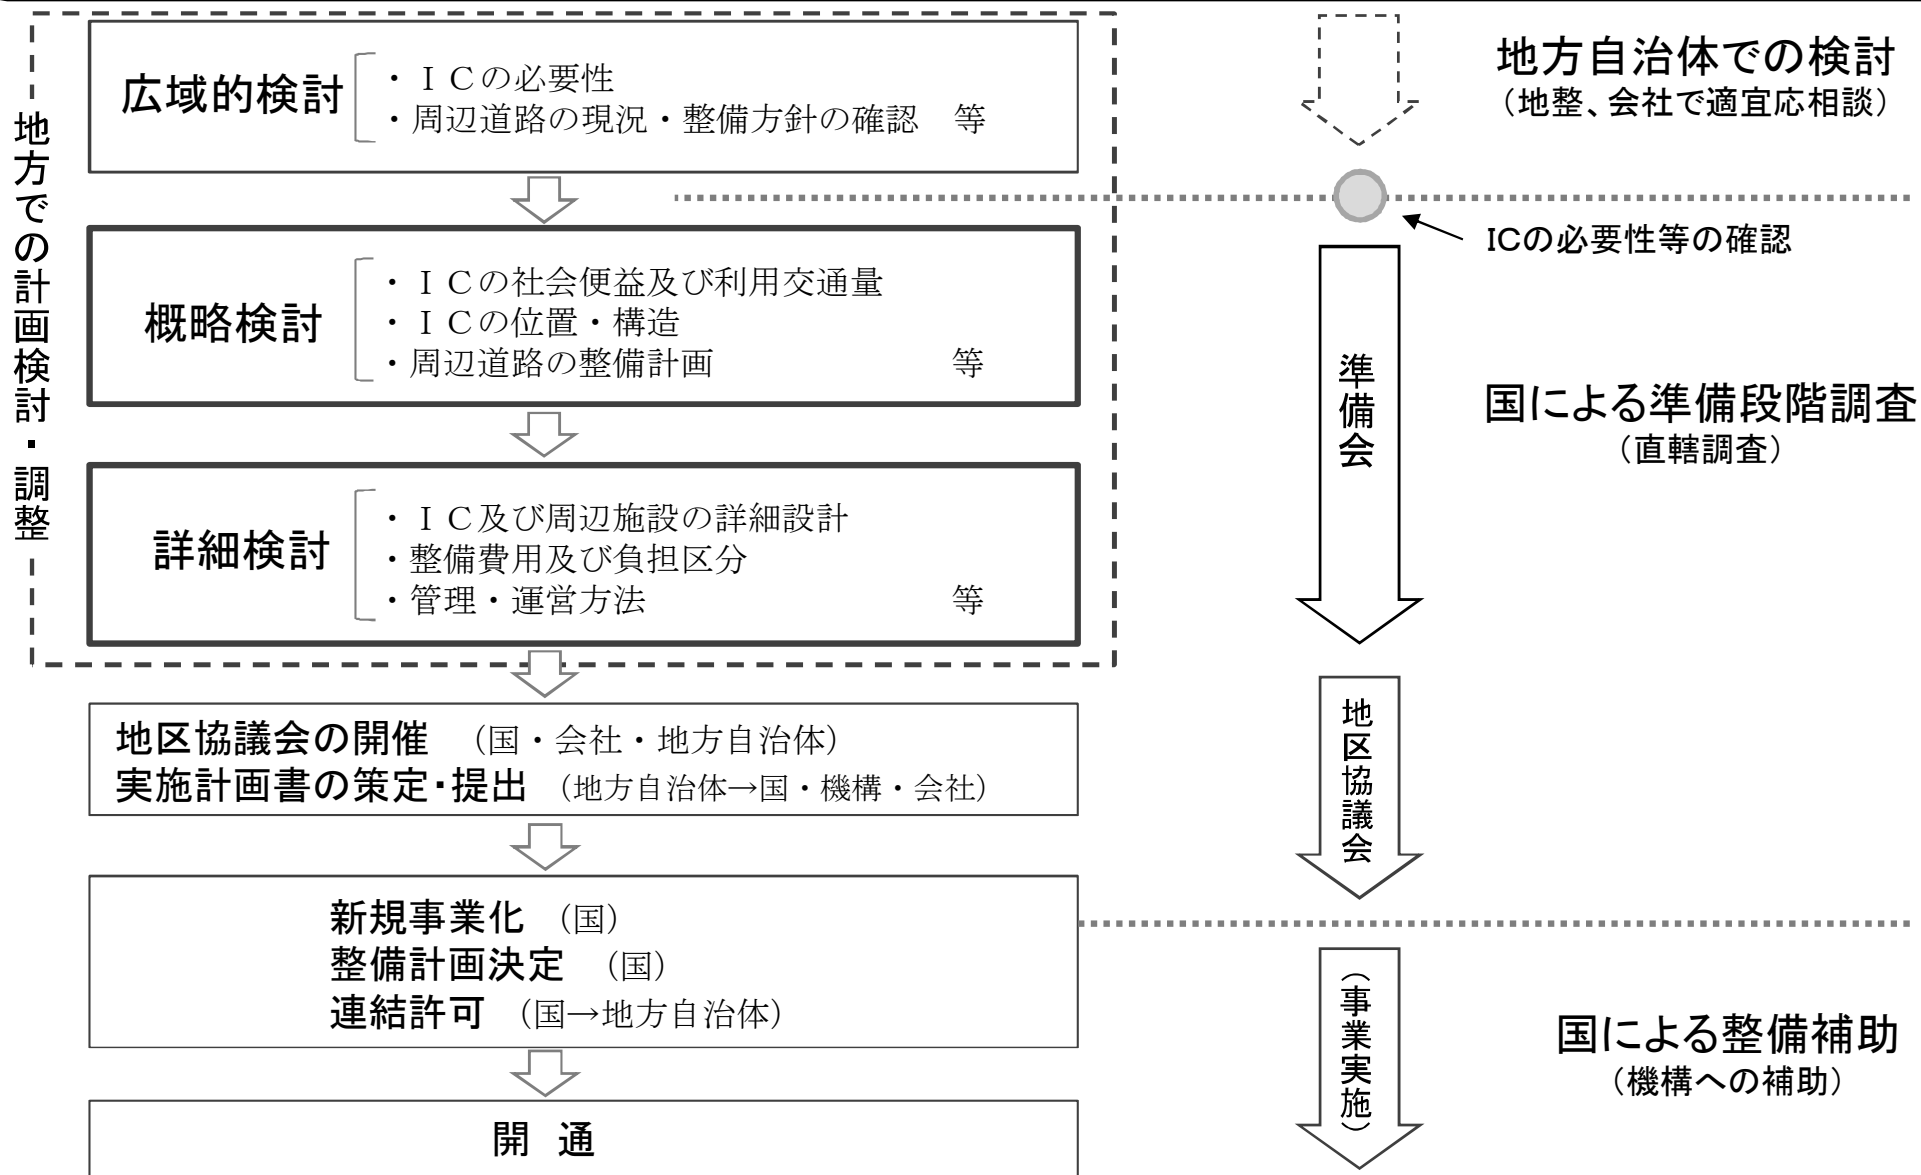 地方での計画検討・調整
広域的検討
・ＩＣの必要性
・周辺道路の現況・整備方針の確認　等
概略検討
・ＩＣの社会便益及び利用交通量
・ＩＣの位置・構造
・周辺道路の整備計画　等
詳細検討
・ＩＣ及び周辺施設の詳細設計
・整備費用及び負担区分
・管理・運営方法　等
地区協議会の開催　（国・会社・地方自治体）
実施計画書の策定・提出　（地方自治体→国・機構・会社）
新規事業化　（国）
整備計画決定　（国）
連結許可　（国→地方自治体）
開　通
地方自治体での検討
（地整、会社で適宜応相談）
ICの必要性等の確認
準備会
国による準備段階調査
（直轄調査）
地区協議会
（事業実施）
国による整備補助
（機構への補助）